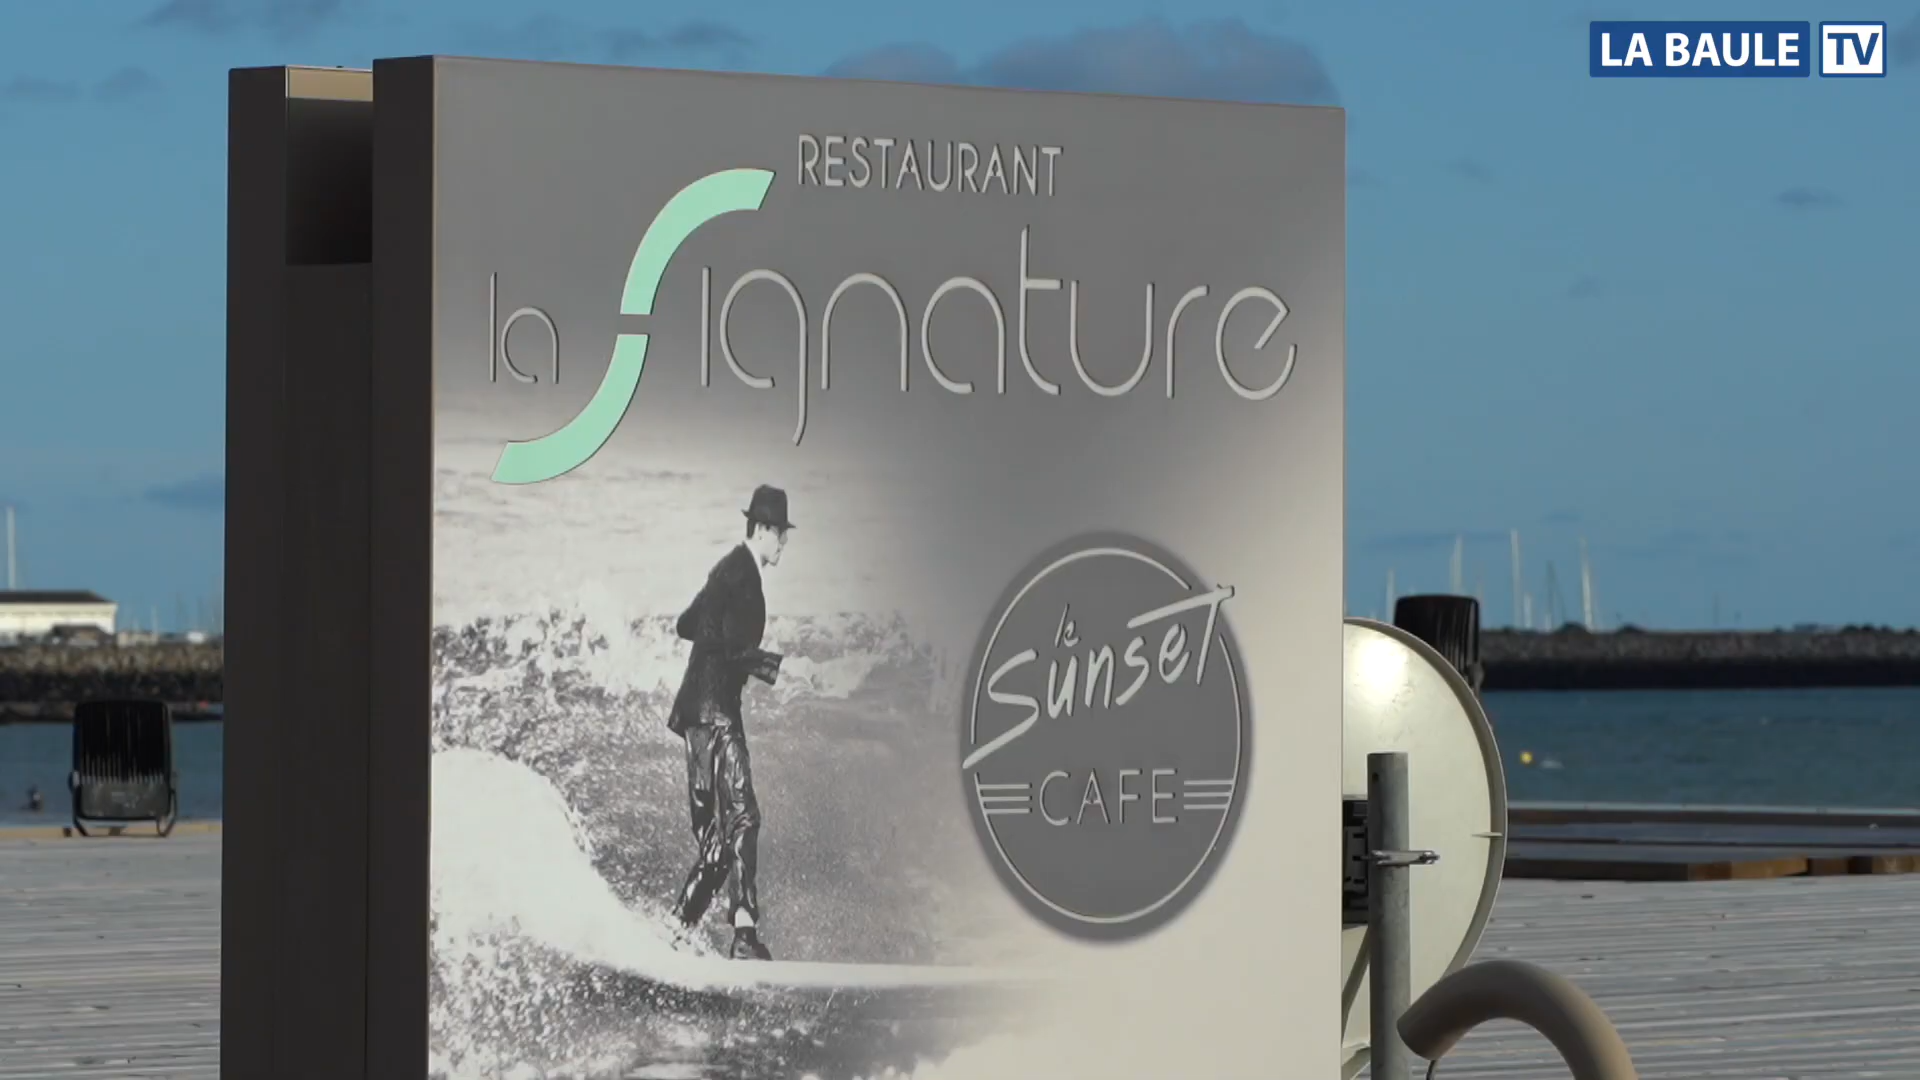 LA BAULE TV
RESTAURANT
la Signature
le
Sunset
CAFE